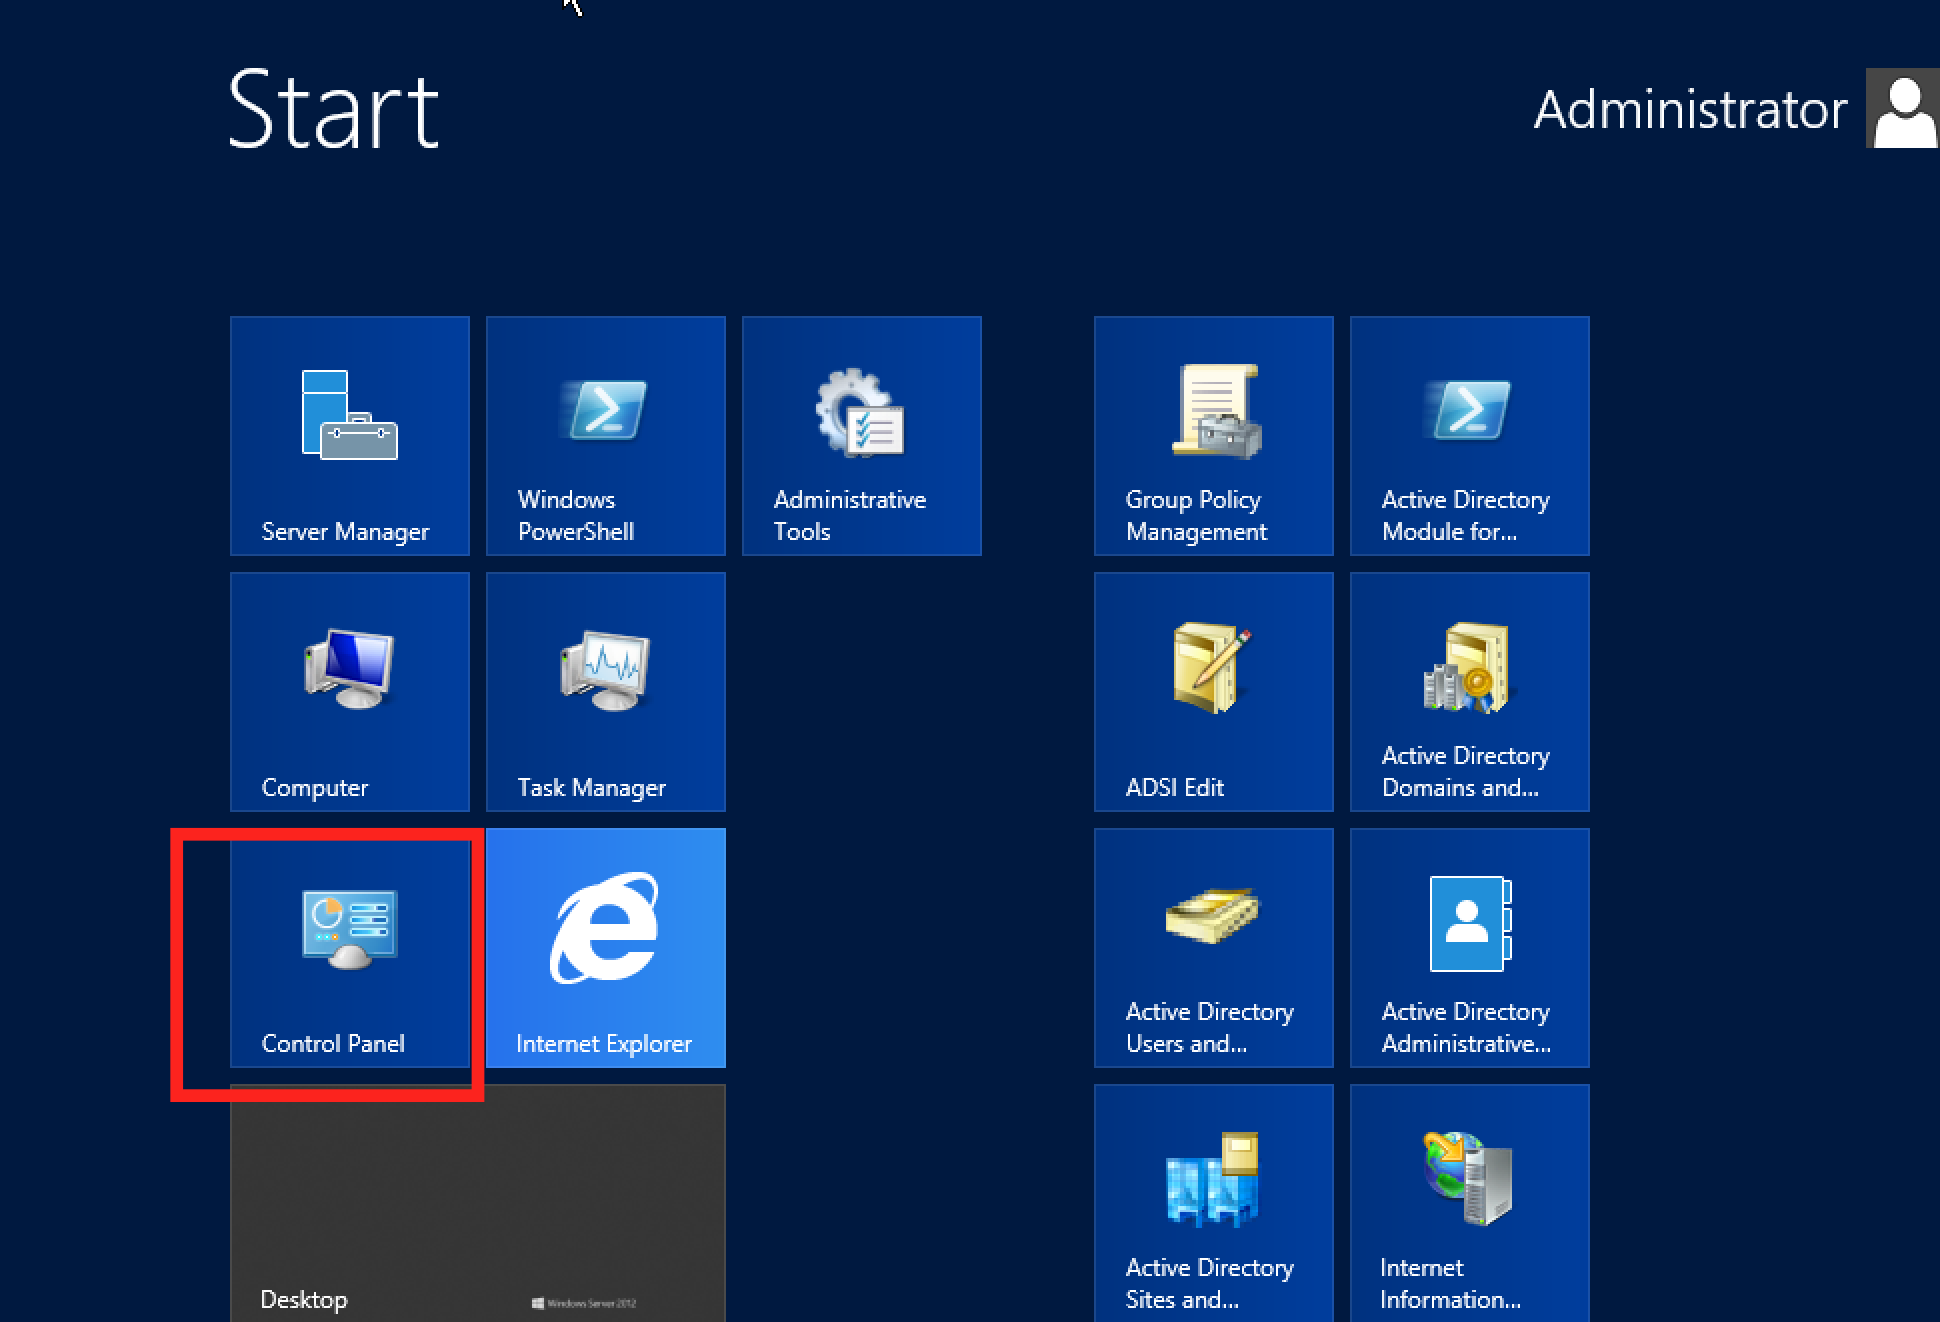 Start
Administrator
Server Manager
Windows
PowerShell
Administrative
Tools
Group Policy
Management
Active Directory
Module for...
Computer
Task Manager
ADSI Edit
Active Directory
Domains and...
Control Panel
Internet Explorer
Active Directory
Users and...
Active Directory
Administrative...
Desktop
Windows Server 2012
Active Directory
Sites and...
Internet
Information...